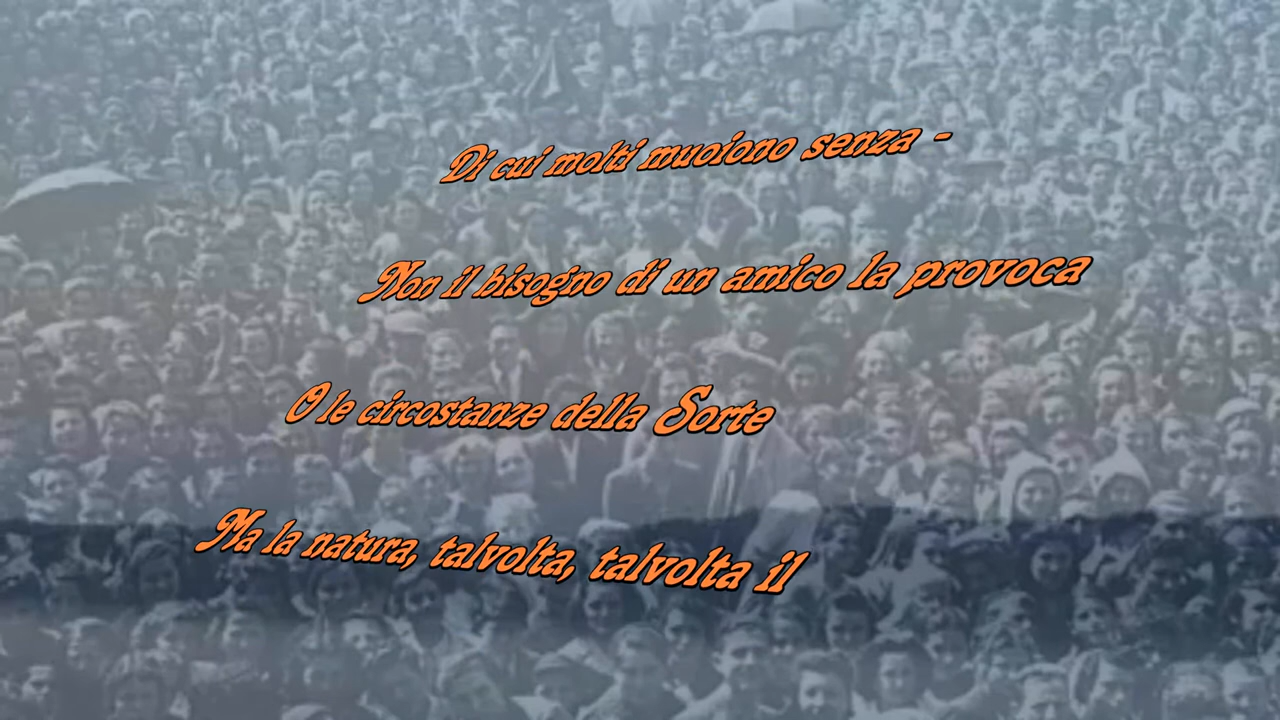 Di cui molti muoiono senza -
Non il bisogno di un amico la provoca
O le circostanze della Sorte
Ma la natura, talvolta, talvolta il